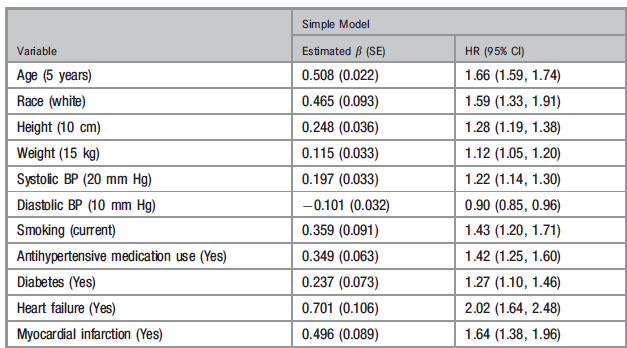 Simple Model
Variable Estimated β (SE) HR (95% CI)
Age (5 years) 0.508 (0.022) 1.66 (1.59, 1.74)
Race (white) 0.465 (0.093) 1.59 (1.33, 1.91)
Height (10 cm) 0.248 (0.036) 1.28 (1.19, 1.38)
Weight (15 kg) 0.115 (0.033) 1.12 (1.05, 1.20)
Systolic BP (20 mm Hg) 0.197 (0.033) 1.22 (1.14, 1.30)
Diastolic BP (10 mm Hg) −0.101 (0.032) 0.90 (0.85, 0.96)
Smoking (current) 0.359 (0.091) 1.43 (1.20, 1.71)
Antihypertensive medication use (Yes) 0.349 (0.063) 1.42 (1.25, 1.60)
Diabetes (Yes) 0.237 (0.073) 1.27 (1.10, 1.46)
Heart failure (Yes) 0.701 (0.106) 2.02 (1.64, 2.48)
Myocardial infarction (Yes) 0.496 (0.089) 1.64 (1.38, 1.96)